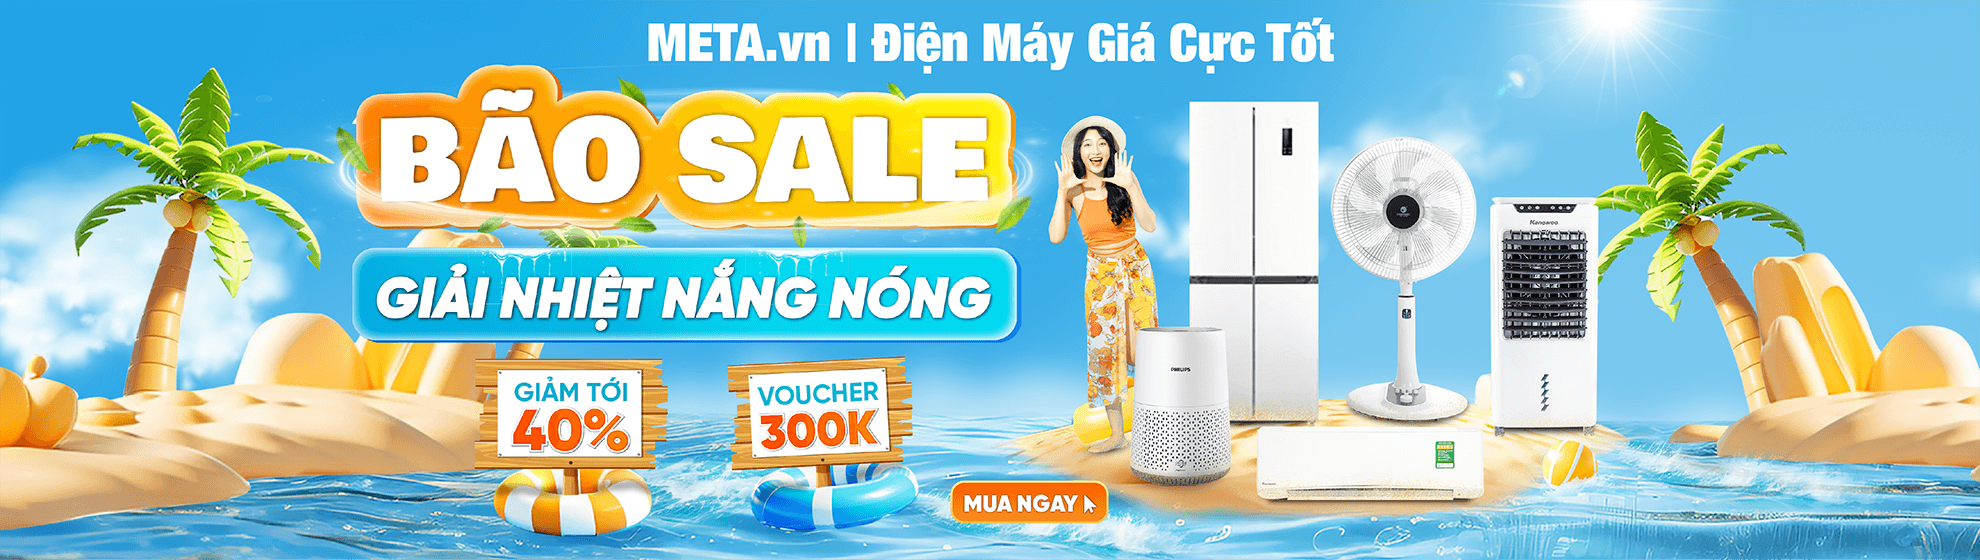 META.vn | Điện Máy Giá Cực Tốt
BÃO SALE
GIẢI NHIỆT NẮNG NÓNG
GIẢM TỚI
40%
VOUCHER
300K
MUA NGAY
PHILIPS
Kangaroo